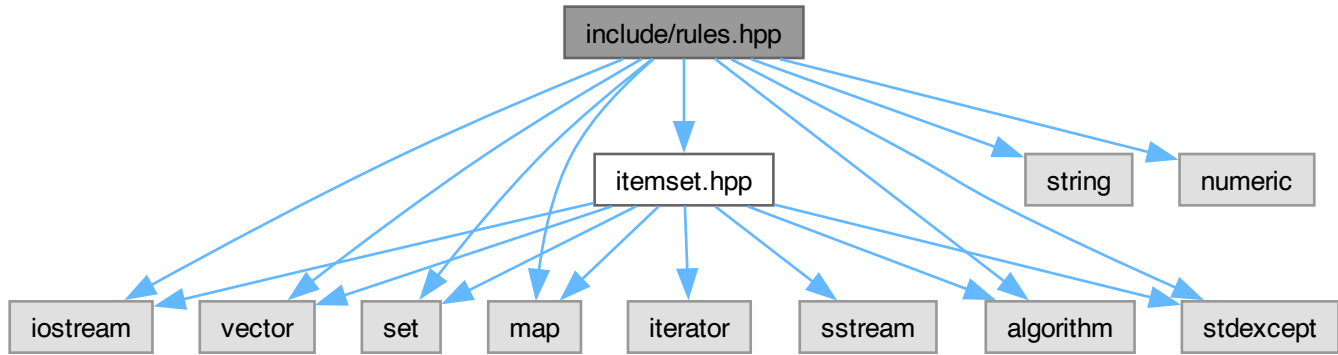 include/rules.hpp
itemset.hpp
string
numeric
iostream
vector
set
map
iterator
sstream
algorithm
stdexcept